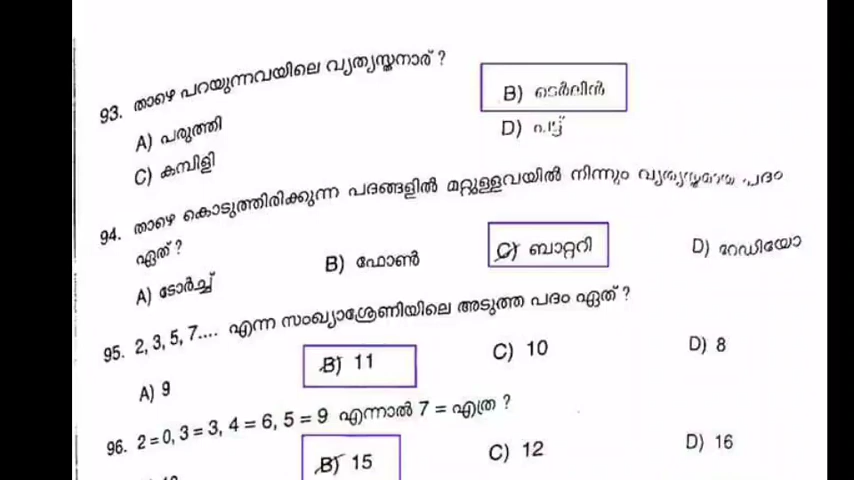 93. താഴെ പറയുന്നവയിലെ വ്യത്യസ്തനാര് ?
A) പരുത്തി B) ടെർലിൻ
C) കമ്പിളി D) പട്ട്
94. താഴെ കൊടുത്തിരിക്കുന്ന പദങ്ങളിൽ മറ്റുള്ളവയിൽ നിന്നും വ്യത്യസ്തമായ പദം
ഏത് ?
A) ടോർച്ച് B) ഫോൺ C) ബാറ്ററി D) റേഡിയോ
95. 2, 3, 5, 7.... എന്ന സംഖ്യാശ്രേണിയിലെ അടുത്ത പദം ഏത് ?
A) 9 B) 11 C) 10 D) 8
96. 2 = 0, 3 = 3, 4 = 6, 5 = 9 എന്നാൽ 7 = എത്ര ?
B) 15 C) 12 D) 16